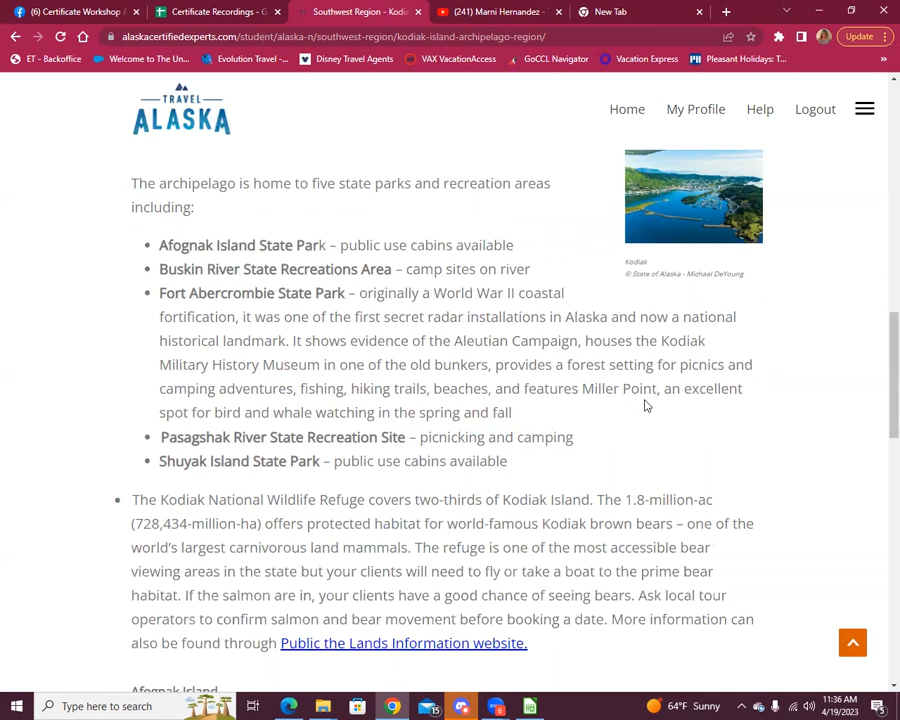 (6) Certificate Workshop
Certificate Recordings - G
Southwest Region - Kodia
(241) Marni Hernandez -
New Tab
alaskacertifiedexperts.com/student/alaska-n/southwest-region/kodiak-island-archipelago-region/
Update
ET - Backoffice
Welcome to The Un...
Evolution Travel -...
Disney Travel Agents
VAX VacationAccess
GoCCL Navigator
Vacation Express
Pleasant Holidays: T...
TRAVEL
ALASKA
Home
My Profile
Help
Logout
The archipelago is home to five state parks and recreation areas
including:
Kodiak
© State of Alaska - Michael DeYoung
• Afognak Island State Park – public use cabins available
• Buskin River State Recreations Area – camp sites on river
• Fort Abercrombie State Park – originally a World War II coastal
fortification, it was one of the first secret radar installations in Alaska and now a national
historical landmark. It shows evidence of the Aleutian Campaign, houses the Kodiak
Military History Museum in one of the old bunkers, provides a forest setting for picnics and
camping adventures, fishing, hiking trails, beaches, and features Miller Point, an excellent
spot for bird and whale watching in the spring and fall
• Pasagshak River State Recreation Site – picnicking and camping
• Shuyak Island State Park – public use cabins available
• The Kodiak National Wildlife Refuge covers two-thirds of Kodiak Island. The 1.8-million-ac
(728,434-million-ha) offers protected habitat for world-famous Kodiak brown bears – one of the
world's largest carnivorous land mammals. The refuge is one of the most accessible bear
viewing areas in the state but your clients will need to fly or take a boat to the prime bear
habitat. If the salmon are in, your clients have a good chance of seeing bears. Ask local tour
operators to confirm salmon and bear movement before booking a date. More information can
also be found through Public the Lands Information website.
Afognak Island
Type here to search
15
6
64°F Sunny
11:36 AM
4/19/2023
5